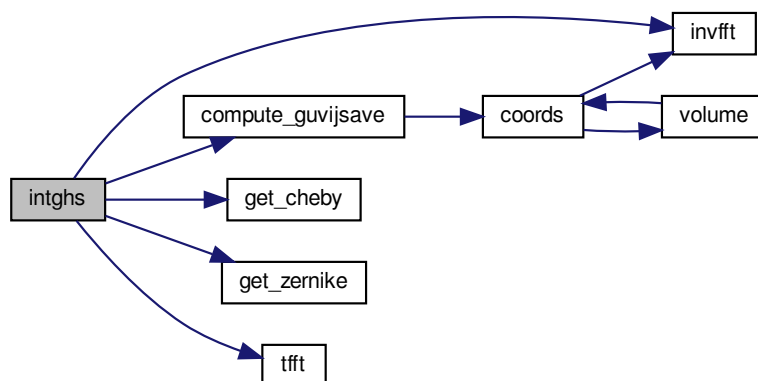 invfft
compute_guvijsave
coords
volume
intghs
get_cheby
get_zernike
tfft